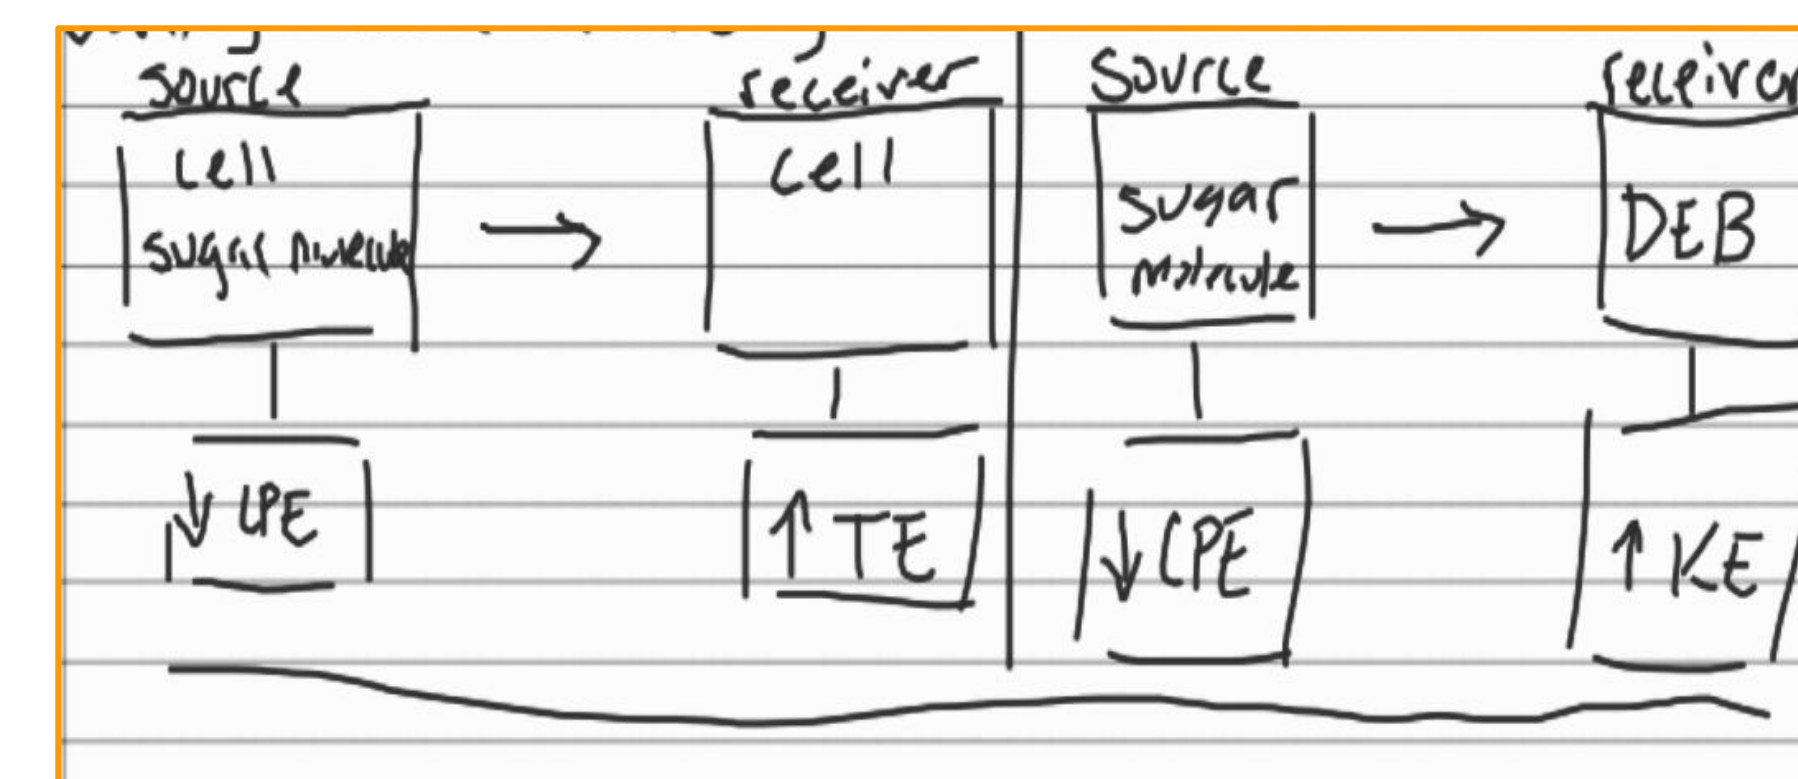 source receiver Source receiver
cell cell
sugar molecule → → DEB
sugar
molecule
↓ CPE ↑ TE ↓ CPE ↑ KE